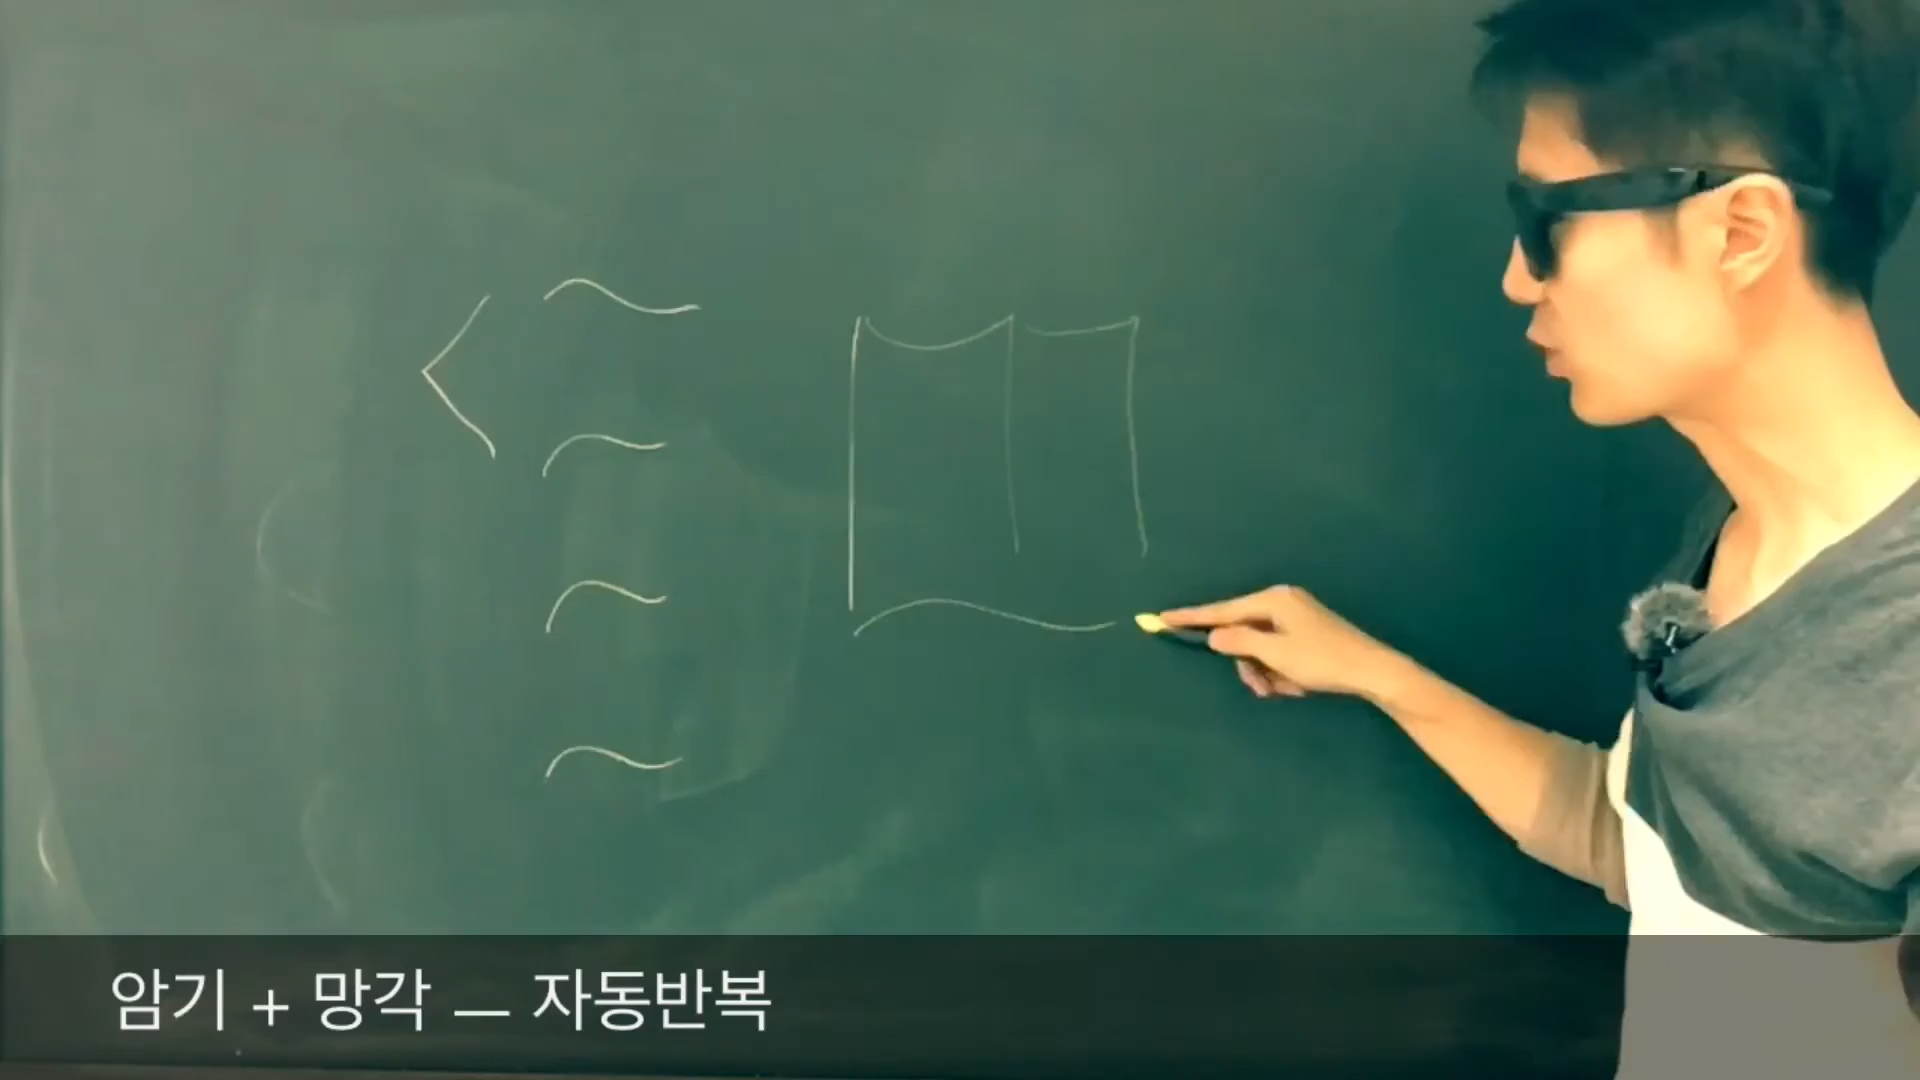 암기 + 망각 — 자동반복